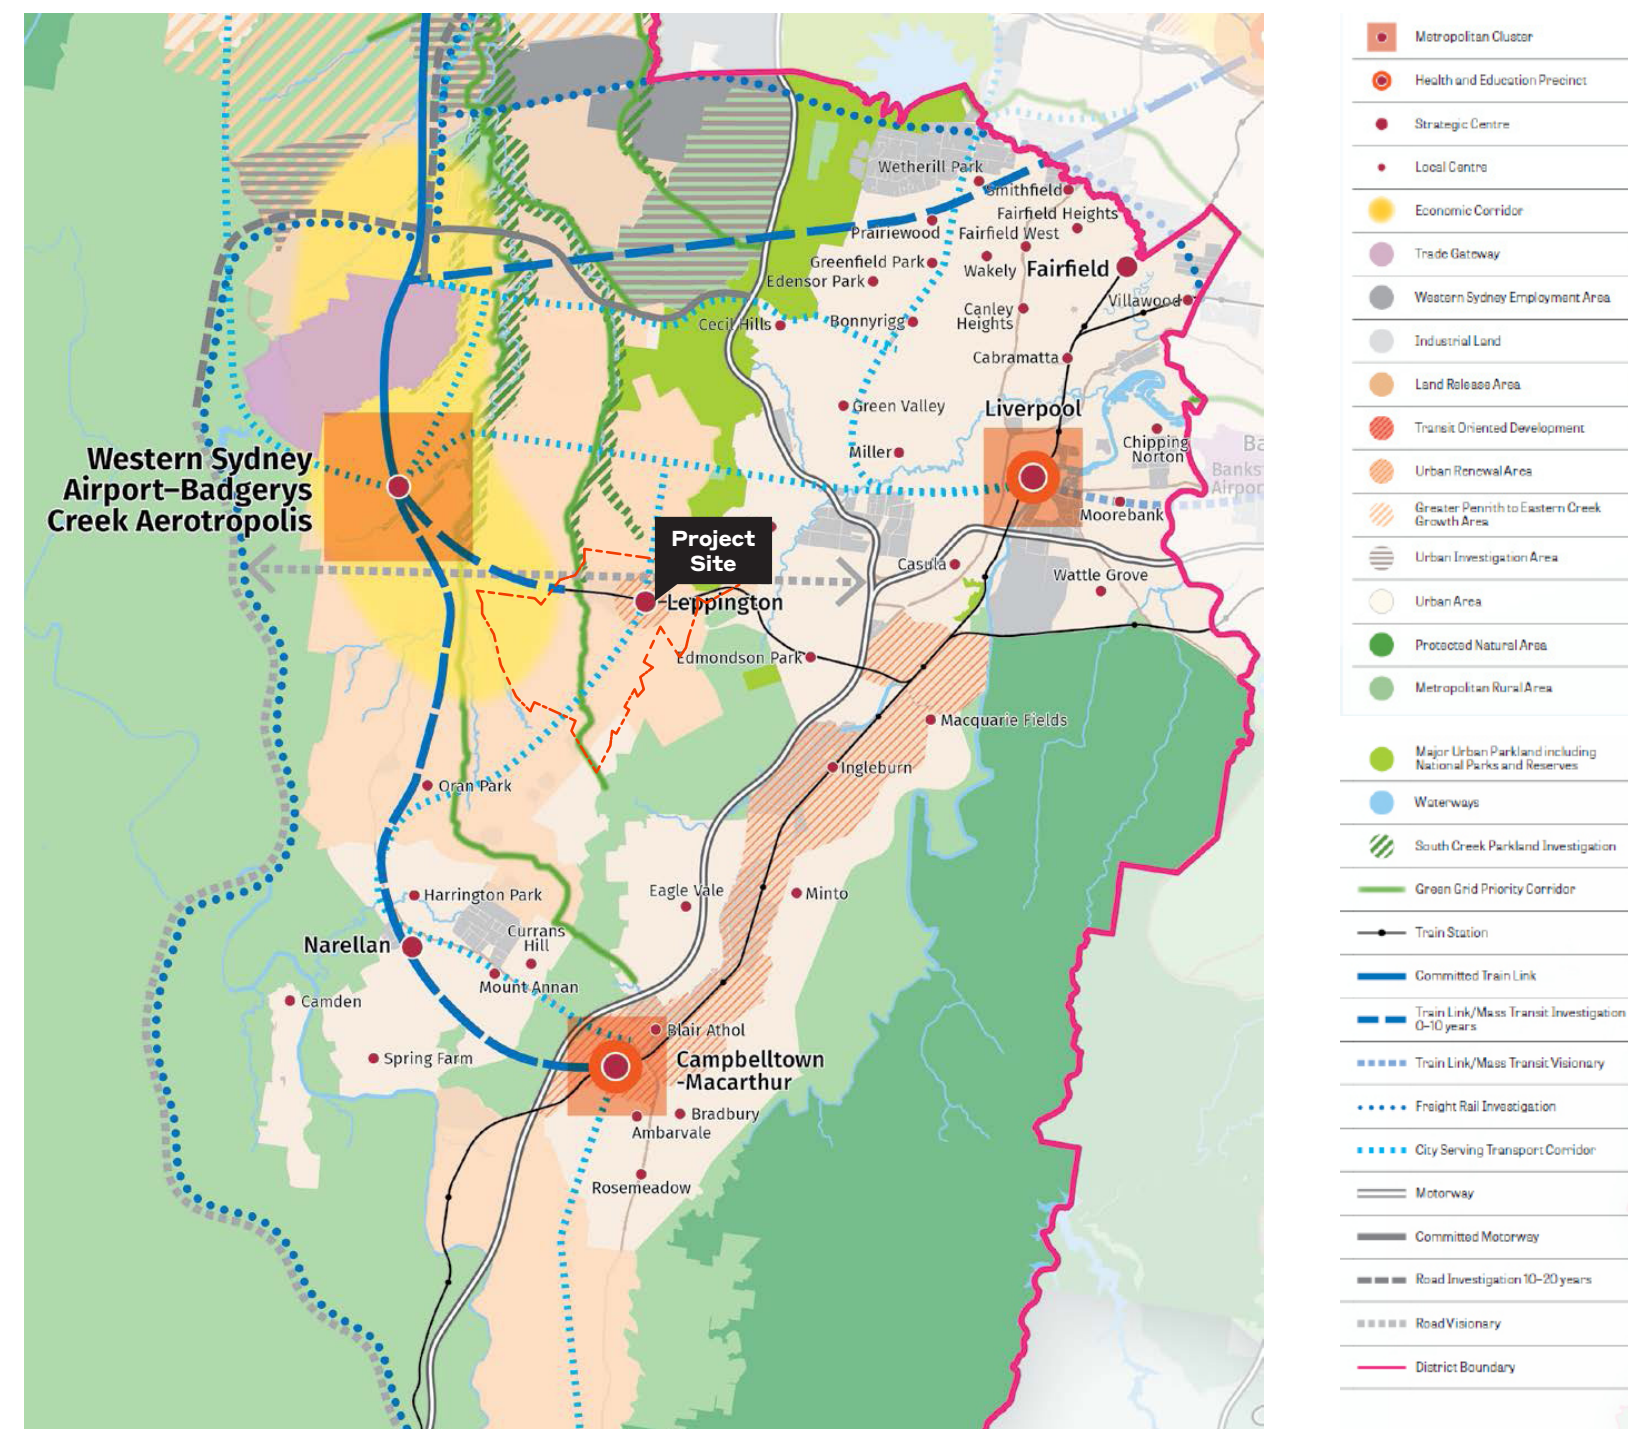 Wetherill Park
Smithfield
Fairfield Heights
Prairiewood
Fairfield West
Greenfield Park
Wakely
Fairfield
Edensor Park
Villawood
Canley
Heights
Cecil Hills
Bonnyrigg
Cabramatta
Green Valley
Liverpool
Chipping
Norton
Miller
Western Sydney
Airport–Badgerys
Creek Aerotropolis
Moorebank
Project
Site
Casula
Wattle Grove
Leppington
Edmondson Park
Macquarie Fields
Ingleburn
Oran Park
Eagle Vale
Minto
Harrington Park
Currans
Hill
Narellan
Mount Annan
Camden
Blair Athol
Spring Farm
Campbelltown
-Macarthur
Bradbury
Ambarvale
Rosemeadow
Metropolitan Cluster
Health and Education Precinct
Strategic Centre
Local Centre
Economic Corridor
Trade Gateway
Western Sydney Employment Area
Industrial Land
Land Release Area
Transit Oriented Development
Urban Renewal Area
Greater Penrith to Eastern Creek
Growth Area
Urban Investigation Area
Urban Area
Protected Natural Area
Metropolitan Rural Area
Major Urban Parkland including
National Parks and Reserves
Waterways
South Creek Parkland Investigation
Green Grid Priority Corridor
Train Station
Committed Train Link
Train Link/Mass Transit Investigation
0–10 years
Train Link/Mass Transit Visionary
Freight Rail Investigation
City Serving Transport Corridor
Motorway
Committed Motorway
Road Investigation 10–20 years
Road Visionary
District Boundary